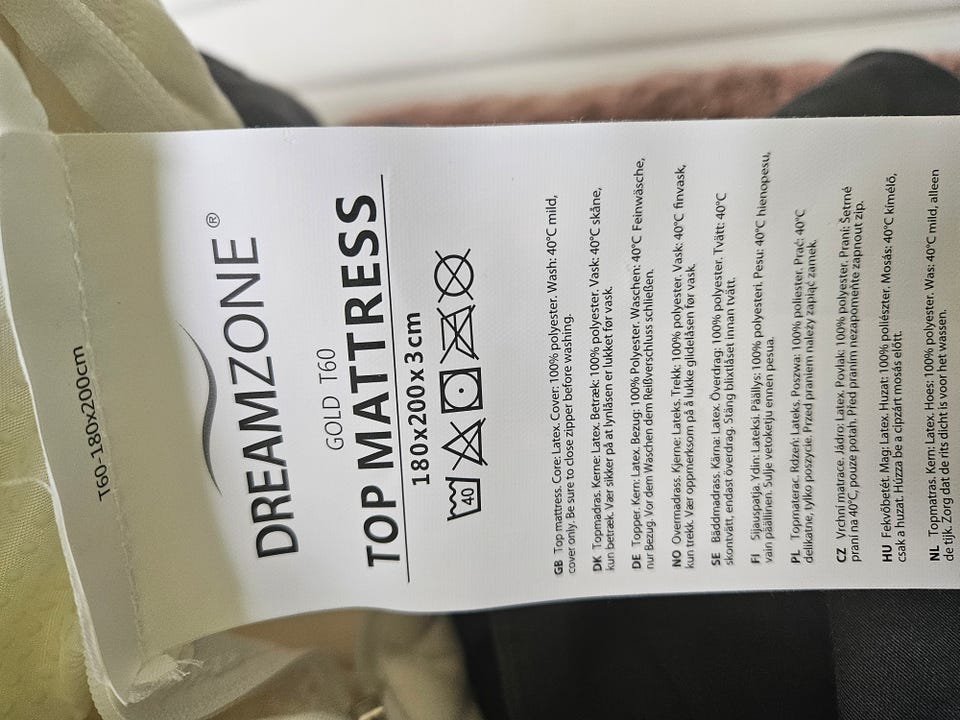 T60-180x200cm
DREAMZONE®
GOLD T60
TOP MATTRESS
180x200x3 cm
40
GB Top mattress. Core: Latex. Cover: 100% polyester. Wash: 40°C mild,
cover only. Be sure to close zipper before washing.
DK Topmadras. Kerne: Latex. Betræk: 100% polyester. Vask: 40°C skåne,
kun betræk. Vær sikker på at lynlåsen er lukket før vask.
DE Topper. Kern: Latex. Bezug: 100% Polyester. Waschen: 40°C Feinwäsche,
nur Bezug. Vor dem Waschen dem Reißverschluss schließen.
NO Overmadrass. Kjerne: Lateks. Trekk: 100% polyester. Vask: 40°C finvask,
kun trekk. Vær oppmerksom på å lukke glidelåsen før vask.
SE Bäddmadrass. Kärna: Latex. Överdrag: 100% polyester. Tvätt: 40°C
skontvätt, endast överdrag. Stäng blixtlåset innan tvätt.
FI Sijauspatja. Ydin: Lateksi. Päällys: 100% polyesteri. Pesu: 40°C hienopesu,
vain päällinen. Sulje vetoketju ennen pesua.
PL Topmaterac. Rdzeń: Lateks. Poszwa: 100% poliester. Prać: 40°C
delikatne, tylko poszycie. Przed praniem należy zapiąć zamek.
CZ Vrchní matrace. Jádro: Latex. Povlak: 100% polyester. Praní: Šetrné
praní na 40°C, pouze potah. Před praním nezapomeňte zapnout zip.
HU Fekvőbetét. Mag: Latex. Huzat: 100% poliészter. Mosás: 40°C kímélő,
csak a huzat. Húzza be a cipzárt mosás előtt.
NL Topmatras. Kern: Latex. Hoes: 100% polyester. Was: 40°C mild, alleen
de tijk. Zorg dat de rits dicht is voor het wassen.